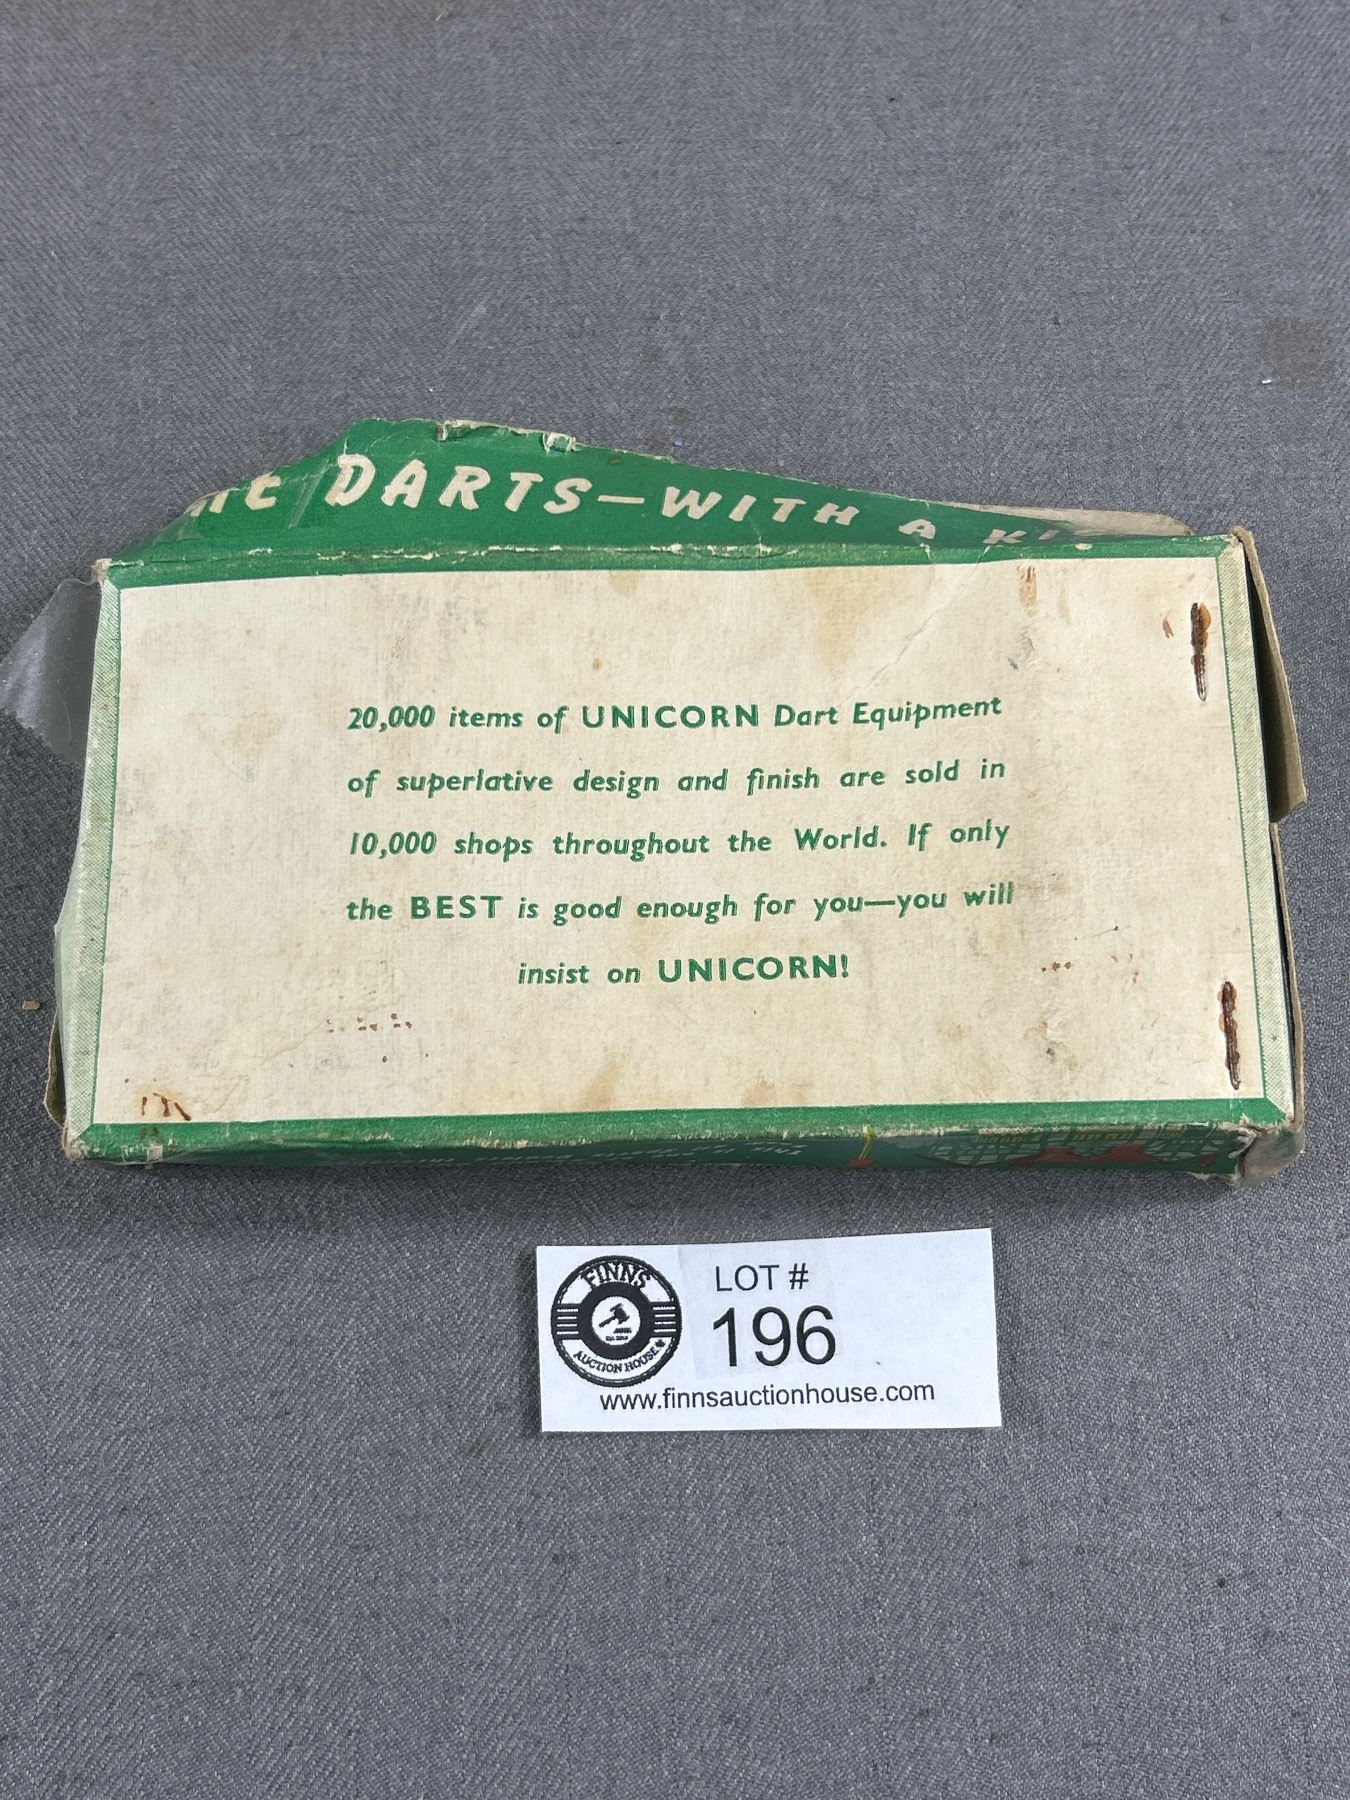 DARTS—WITH A
20,000 items of UNICORN Dart Equipment
of superlative design and finish are sold in
10,000 shops throughout the World. If only
the BEST is good enough for you—you will
insist on UNICORN!
FINNS
AUCTION HOUSE
LOT #
196
www.finnsauctionhouse.com